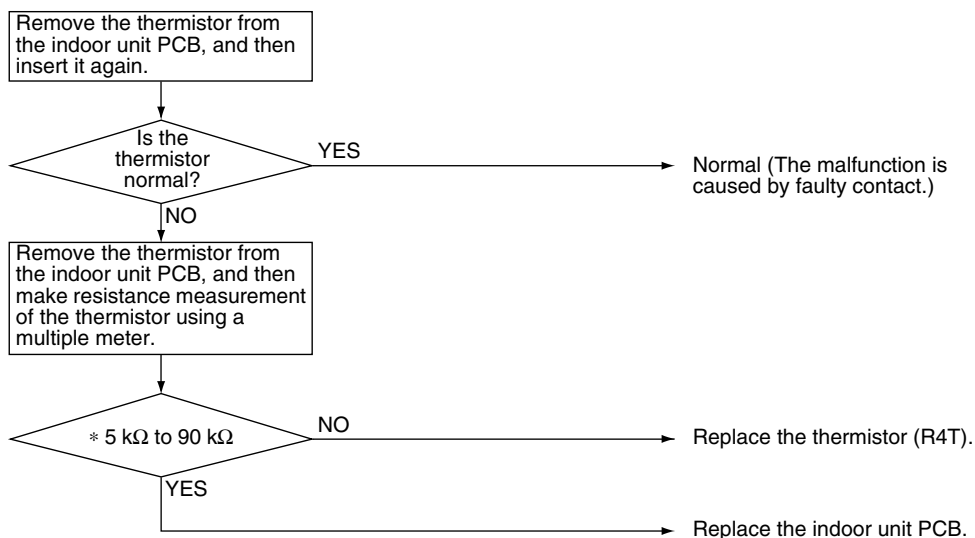 Remove the thermistor from
the indoor unit PCB, and then
insert it again.
Is the
thermistor
normal?
YES
Normal (The malfunction is
caused by faulty contact.)
NO
Remove the thermistor from
the indoor unit PCB, and then
make resistance measurement
of the thermistor using a
multiple meter.
* 5 kΩ to 90 kΩ
NO
Replace the thermistor (R4T).
YES
Replace the indoor unit PCB.